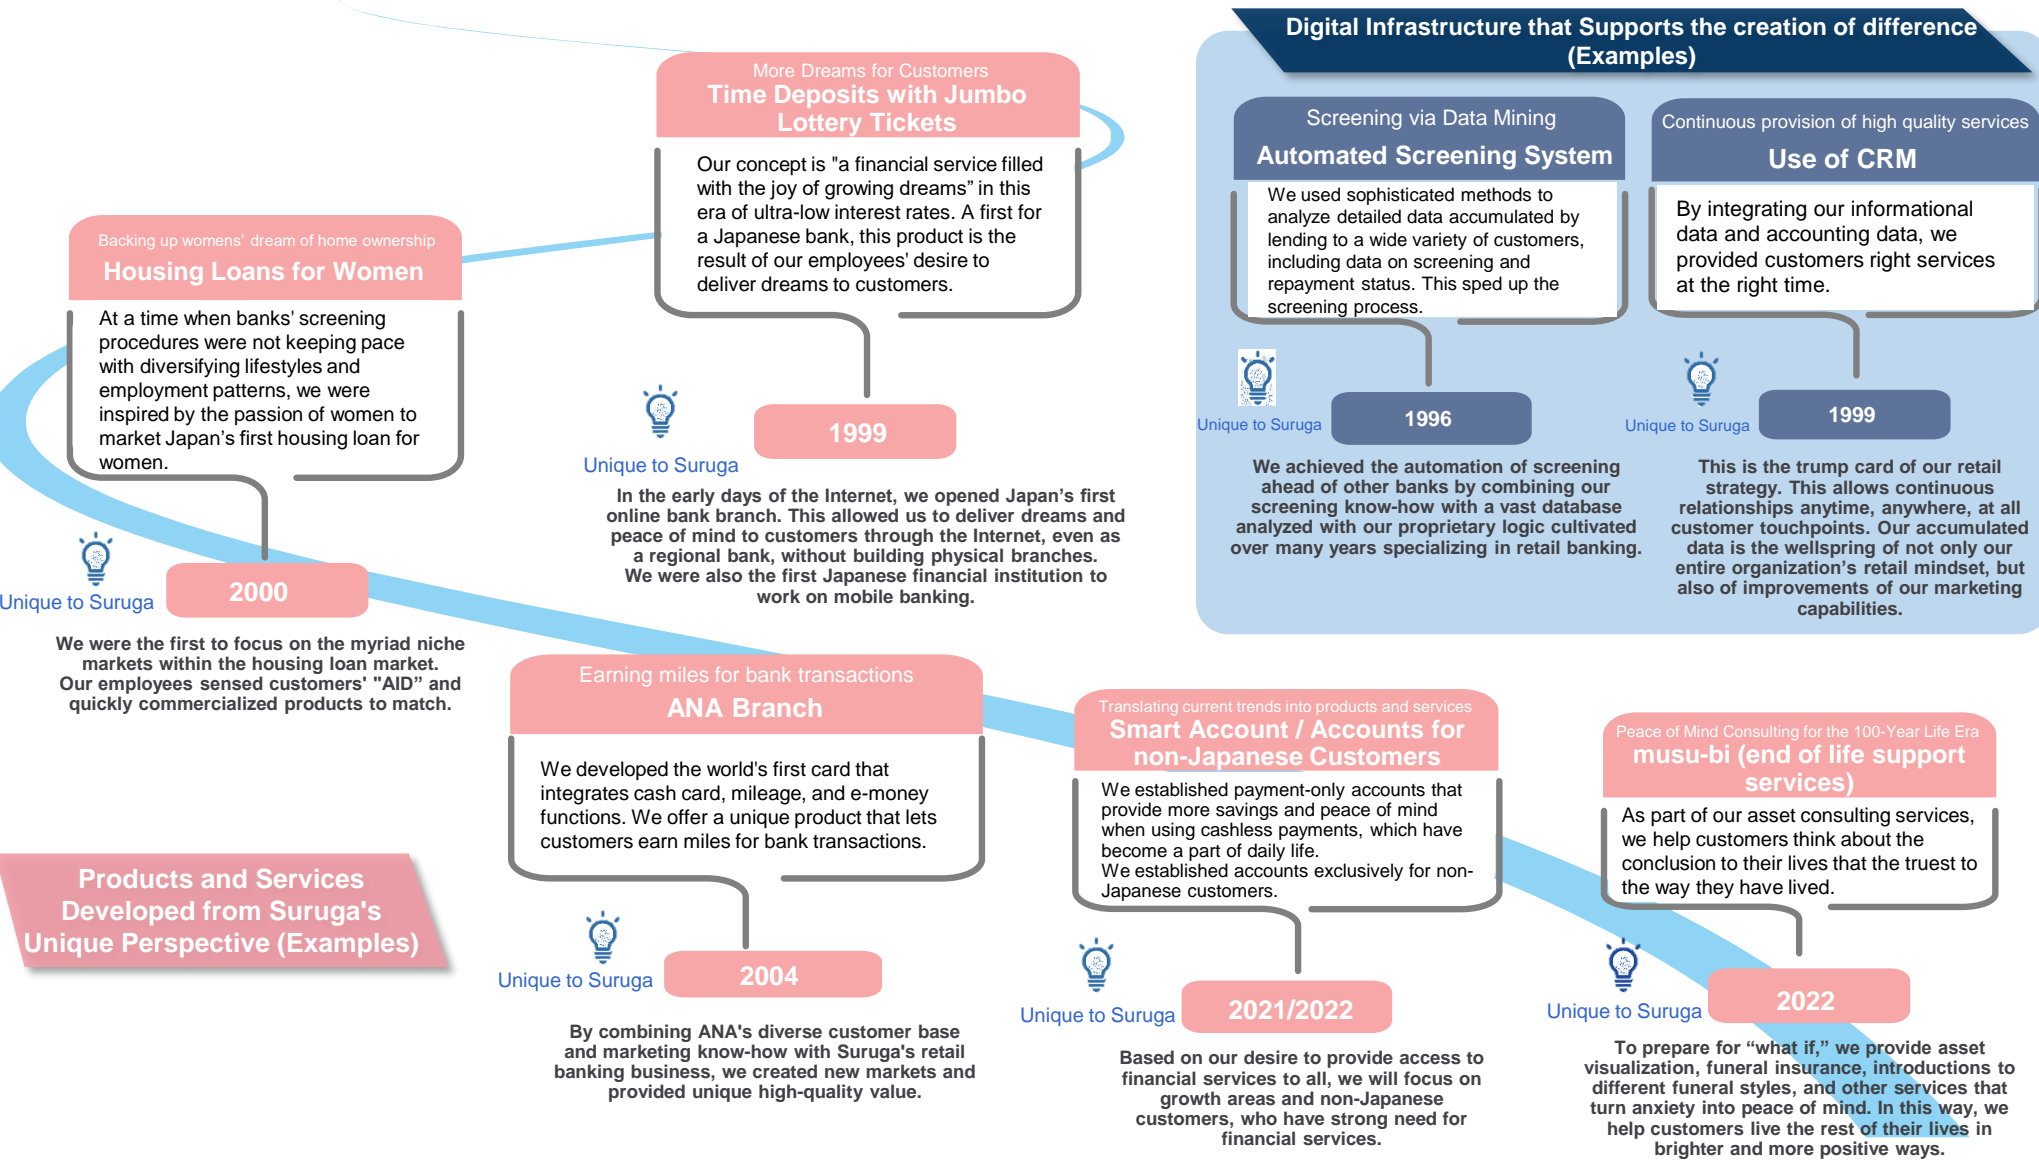 More Dreams for Customers
Time Deposits with Jumbo
Lottery Tickets
Our concept is "a financial service filled
with the joy of growing dreams” in this
era of ultra-low interest rates. A first for
a Japanese bank, this product is the
result of our employees' desire to
deliver dreams to customers.
Unique to Suruga
1999
In the early days of the Internet, we opened Japan’s first
online bank branch. This allowed us to deliver dreams and
peace of mind to customers through the Internet, even as
a regional bank, without building physical branches.
We were also the first Japanese financial institution to
work on mobile banking.
Backing up womens’ dream of home ownership
Housing Loans for Women
At a time when banks' screening
procedures were not keeping pace
with diversifying lifestyles and
employment patterns, we were
inspired by the passion of women to
market Japan’s first housing loan for
women.
Unique to Suruga
2000
We were the first to focus on the myriad niche
markets within the housing loan market.
Our employees sensed customers' "AID” and
quickly commercialized products to match.
Digital Infrastructure that Supports the creation of difference
(Examples)
Screening via Data Mining
Automated Screening System
We used sophisticated methods to
analyze detailed data accumulated by
lending to a wide variety of customers,
including data on screening and
repayment status. This sped up the
screening process.
Unique to Suruga
1996
We achieved the automation of screening
ahead of other banks by combining our
screening know-how with a vast database
analyzed with our proprietary logic cultivated
over many years specializing in retail banking.
Continuous provision of high quality services
Use of CRM
By integrating our informational
data and accounting data, we
provided customers right services
at the right time.
Unique to Suruga
1999
This is the trump card of our retail
strategy. This allows continuous
relationships anytime, anywhere, at all
customer touchpoints. Our accumulated
data is the wellspring of not only our
entire organization’s retail mindset, but
also of improvements of our marketing
capabilities.
Products and Services
Developed from Suruga's
Unique Perspective (Examples)
Earning miles for bank transactions
ANA Branch
We developed the world's first card that
integrates cash card, mileage, and e-money
functions. We offer a unique product that lets
customers earn miles for bank transactions.
Unique to Suruga
2004
By combining ANA's diverse customer base
and marketing know-how with Suruga's retail
banking business, we created new markets and
provided unique high-quality value.
Translating current trends into products and services
Smart Account / Accounts for
non-Japanese Customers
We established payment-only accounts that
provide more savings and peace of mind
when using cashless payments, which have
become a part of daily life.
We established accounts exclusively for non-
Japanese customers.
Unique to Suruga
2021/2022
Based on our desire to provide access to
financial services to all, we will focus on
growth areas and non-Japanese
customers, who have strong need for
financial services.
Peace of Mind Consulting for the 100-Year Life Era
musu-bi (end of life support
services)
As part of our asset consulting services,
we help customers think about the
conclusion to their lives that the truest to
the way they have lived.
Unique to Suruga
2022
To prepare for “what if,” we provide asset
visualization, funeral insurance, introductions to
different funeral styles, and other services that
turn anxiety into peace of mind. In this way, we
help customers live the rest of their lives in
brighter and more positive ways.